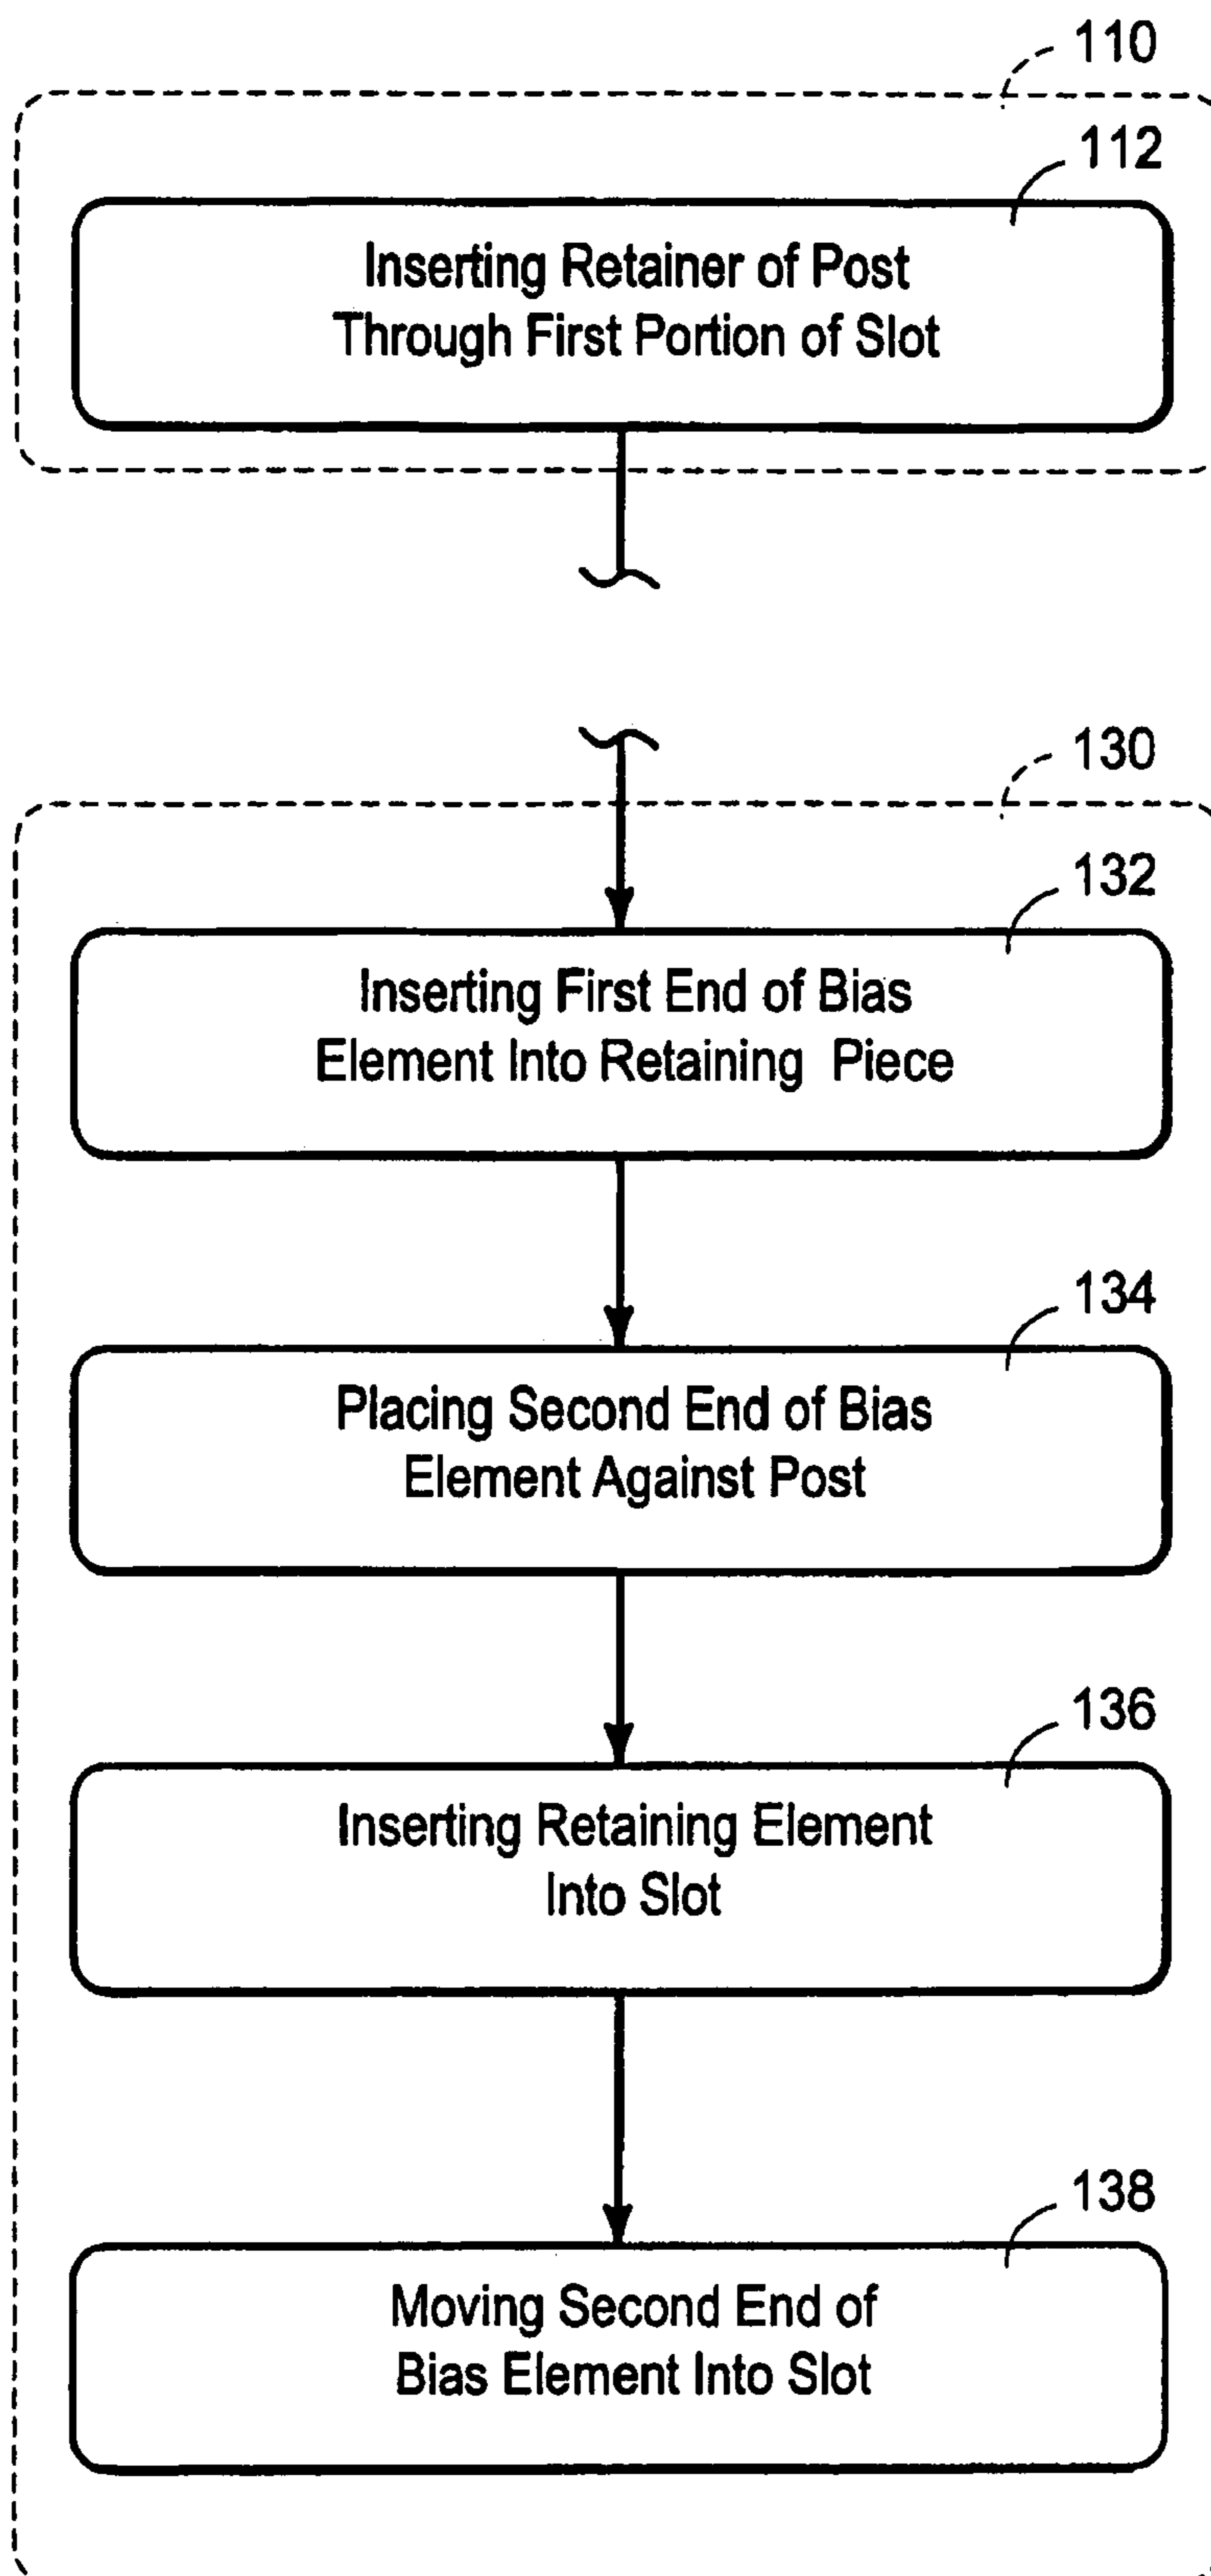 110
112
Inserting Retainer of Post
Through First Portion of Slot
130
132
Inserting First End of Bias
Element Into Retaining Piece
134
Placing Second End of Bias
Element Against Post
136
Inserting Retaining Element
Into Slot
138
Moving Second End of
Bias Element Into Slot